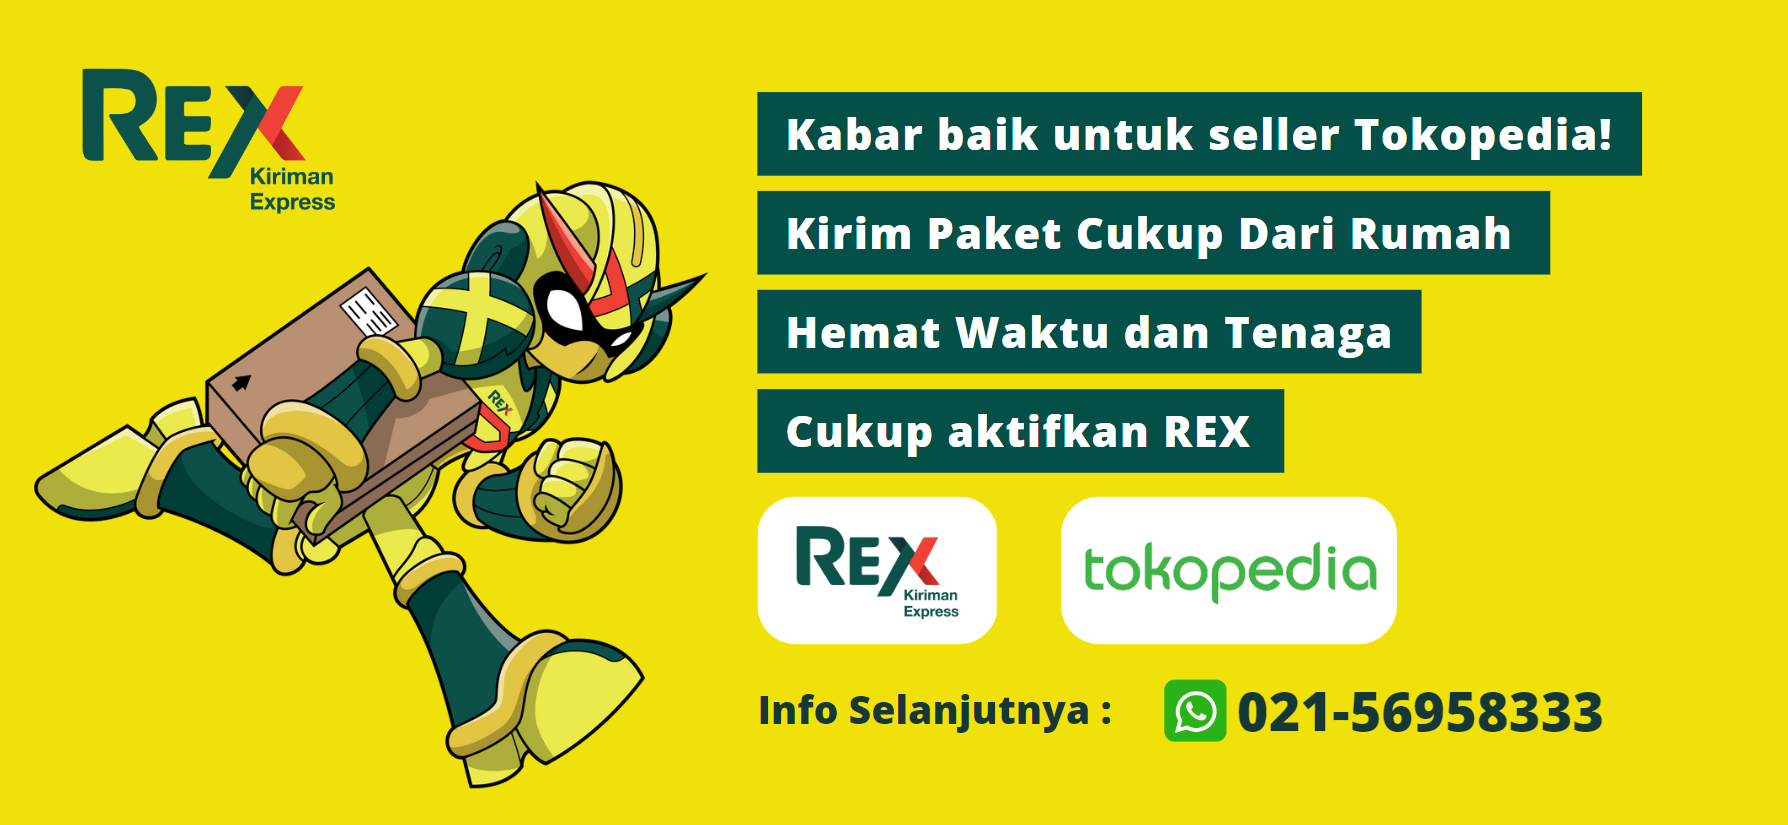 REX
Kiriman
Express
REX
Kabar baik untuk seller Tokopedia!
Kirim Paket Cukup Dari Rumah
Hemat Waktu dan Tenaga
Cukup aktifkan REX
REX
Kiriman
Express
tokopedia
Info Selanjutnya : 021-56958333